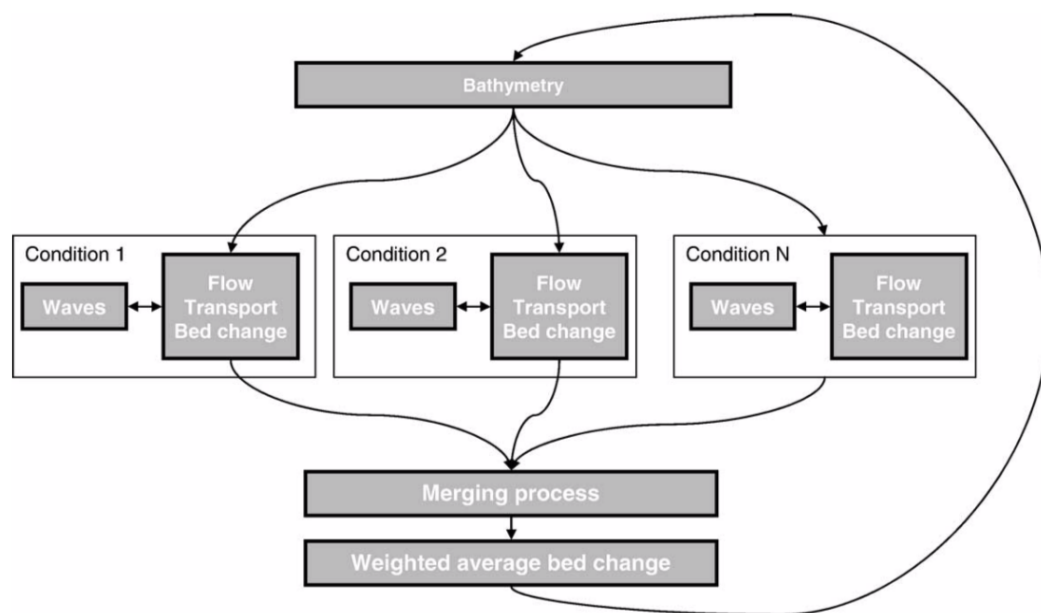 Bathymetry
Condition 1
Waves
Flow
Transport
Bed change
Condition 2
Waves
Flow
Transport
Bed change
Condition N
Waves
Flow
Transport
Bed change
Merging process
Weighted average bed change